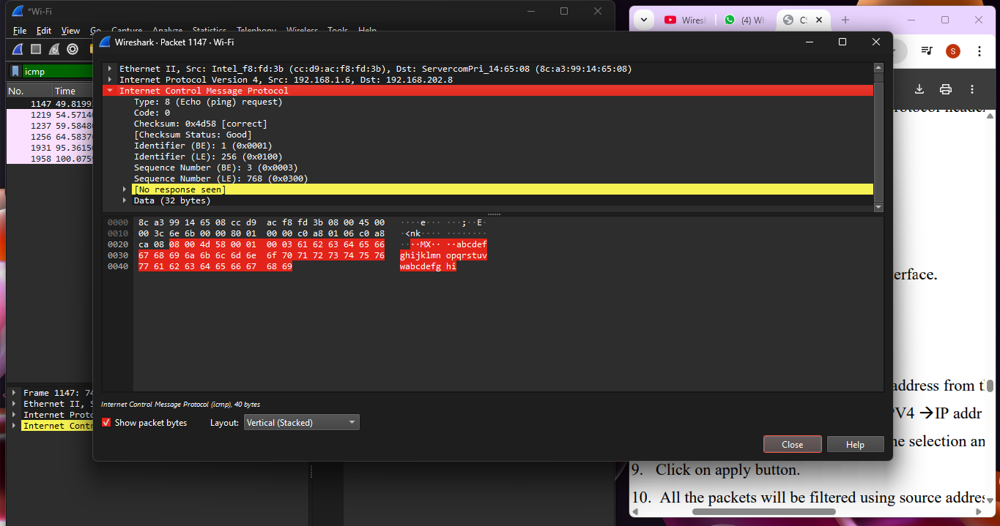 *Wi-Fi
File Edit View Go Capture Analyze Statistics Telephony Wireless Tools Help
icmp
No. Time
1147 49.8199
1219 54.5714
1237 59.5848
1256 64.5837
1931 95.3615
1958 100.075
Frame 1147: 74
Ethernet II, S
Internet Proto
Internet Contr
Wireshark · Packet 1147 · Wi-Fi
Ethernet II, Src: Intel_f8:fd:3b (cc:d9:ac:f8:fd:3b), Dst: ServercomPri_14:65:08 (8c:a3:99:14:65:08)
Internet Protocol Version 4, Src: 192.168.1.6, Dst: 192.168.202.8
Internet Control Message Protocol
Type: 8 (Echo (ping) request)
Code: 0
Checksum: 0x4d58 [correct]
[Checksum Status: Good]
Identifier (BE): 1 (0x0001)
Identifier (LE): 256 (0x0100)
Sequence Number (BE): 3 (0x0003)
Sequence Number (LE): 768 (0x0300)
[No response seen]
Data (32 bytes)
0000 8c a3 99 14 65 08 cc d9 ac f8 fd 3b 08 00 45 00 ····e··· ···;··E·
0010 00 3c 6e 6b 00 00 80 01 00 00 c0 a8 01 06 c0 a8 ·<nk···· ········
0020 ca 08 08 00 4d 58 00 01 00 03 61 62 63 64 65 66 ····MX·· ··abcdef
0030 67 68 69 6a 6b 6c 6d 6e 6f 70 71 72 73 74 75 76 ghijklmn opqrstuv
0040 77 61 62 63 64 65 66 67 68 69 wabcdefg hi
Internet Control Message Protocol (icmp), 40 bytes
Show packet bytes Layout: Vertical (Stacked)
Close Help
Wiresh (4) Wh CS
S
otocol header
erface.
address from t
V4 →IP addr
he selection an
9. Click on apply button.
10. All the packets will be filtered using source addres